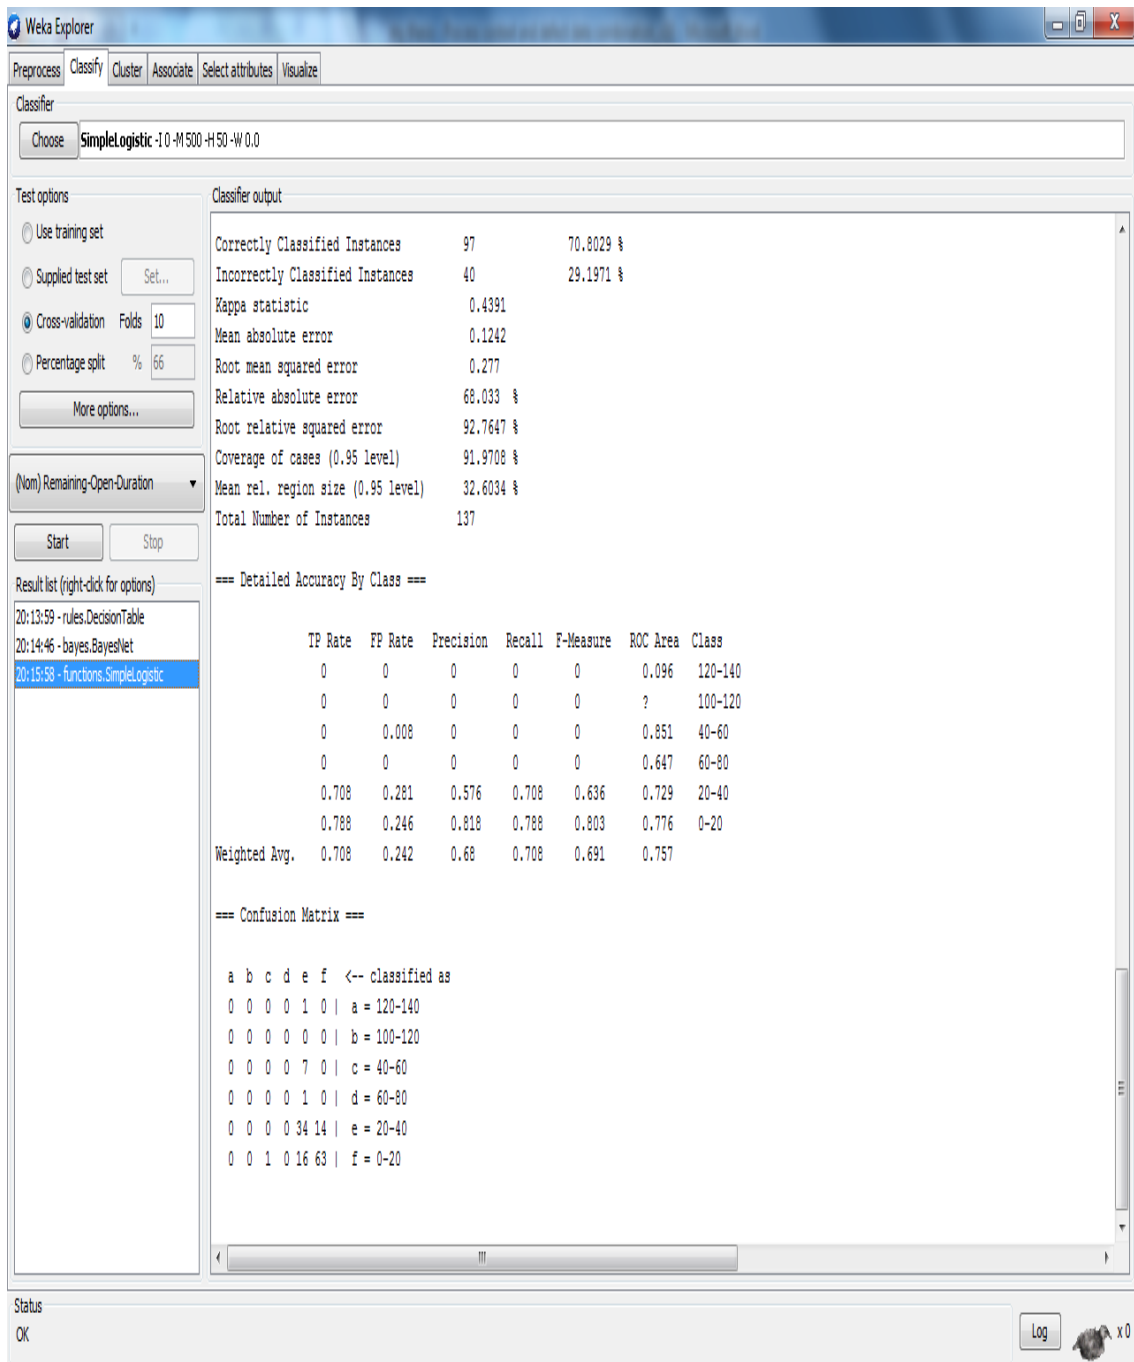 Weka Explorer
Preprocess Classify Cluster Associate Select attributes Visualize
Classifier
Choose SimpleLogistic -I 0 -M 500 -H 50 -W 0.0
Test options
Use training set
Supplied test set Set...
Cross-validation Folds 10
Percentage split % 66
More options...
(Nom) Remaining-Open-Duration
Start Stop
Result list (right-click for options)
20:13:59 - rules.DecisionTable
20:14:46 - bayes.BayesNet
20:15:58 - functions.SimpleLogistic
Classifier output
Correctly Classified Instances 97 70.8029 %
Incorrectly Classified Instances 40 29.1971 %
Kappa statistic 0.4391
Mean absolute error 0.1242
Root mean squared error 0.277
Relative absolute error 68.033 %
Root relative squared error 92.7647 %
Coverage of cases (0.95 level) 91.9708 %
Mean rel. region size (0.95 level) 32.6034 %
Total Number of Instances 137
=== Detailed Accuracy By Class ===
TP Rate FP Rate Precision Recall F-Measure ROC Area Class
0 0 0 0 0 0.096 120-140
0 0 0 0 0 ? 100-120
0 0.008 0 0 0 0.851 40-60
0 0 0 0 0 0.647 60-80
0.708 0.281 0.576 0.708 0.636 0.729 20-40
0.788 0.246 0.818 0.788 0.803 0.776 0-20
Weighted Avg. 0.708 0.242 0.68 0.708 0.691 0.757
=== Confusion Matrix ===
a b c d e f <-- classified as
0 0 0 0 1 0 | a = 120-140
0 0 0 0 0 0 | b = 100-120
0 0 0 0 7 0 | c = 40-60
0 0 0 0 1 0 | d = 60-80
0 0 0 0 34 14 | e = 20-40
0 0 1 0 16 63 | f = 0-20
Status
OK
Log
x 0